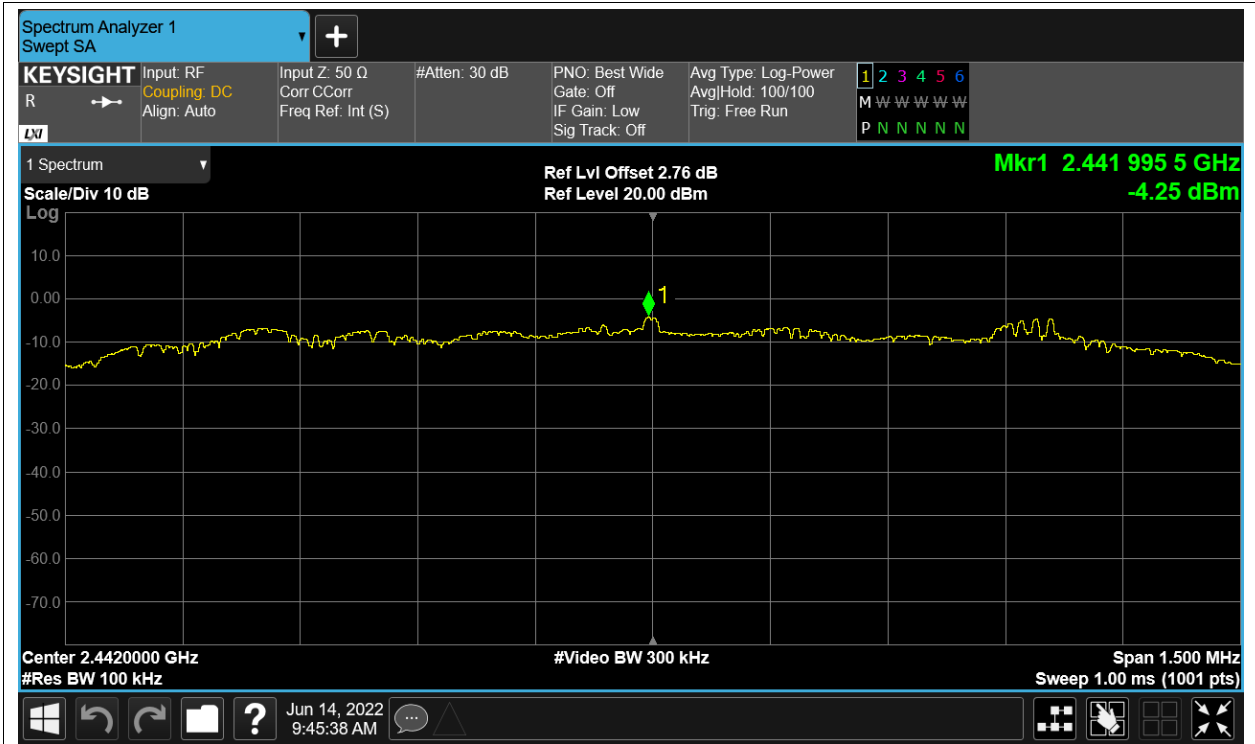 Spectrum Analyzer 1
Swept SA
KEYSIGHT
R
LXI
Input: RF
Coupling: DC
Align: Auto
Input Z: 50 Ω
Corr CCorr
Freq Ref: Int (S)
#Atten: 30 dB
PNO: Best Wide
Gate: Off
IF Gain: Low
Sig Track: Off
Avg Type: Log-Power
Avg|Hold: 100/100
Trig: Free Run
1 2 3 4 5 6
M W W W W W
P N N N N N
1 Spectrum
Scale/Div 10 dB
Log
Ref Lvl Offset 2.76 dB
Ref Level 20.00 dBm
Mkr1 2.441 995 5 GHz
-4.25 dBm
10.0
0.00
1
-10.0
-20.0
-30.0
-40.0
-50.0
-60.0
-70.0
Center 2.4420000 GHz
#Res BW 100 kHz
#Video BW 300 kHz
Span 1.500 MHz
Sweep 1.00 ms (1001 pts)
?
Jun 14, 2022
9:45:38 AM